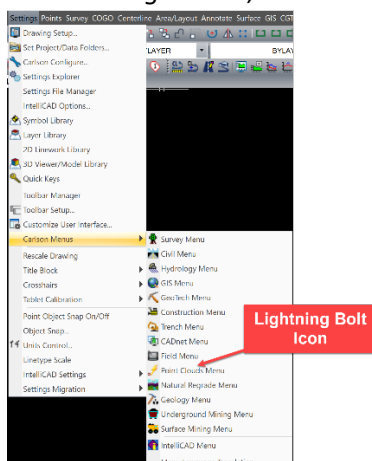 Settings Points Survey COGO Centerline Area/Layout Annotate Surface GIS
Drawing Setup...
Set Project/Data Folders...
LAYER
BYLAY
Carlson Configure...
Settings Explorer
Settings File Manager
IntelliCAD Options...
Symbol Library
Layer Library
2D Linework Library
3D Viewer/Model Library
Quick Keys
Toolbar Manager
Toolbar Setup...
Customize User Interface...
Carlson Menus
Survey Menu
Rescale Drawing
Civil Menu
Title Block
Hydrology Menu
Crosshairs
GIS Menu
Tablet Calibration
GeoTech Menu
Construction Menu
Point Object Snap On/Off
Trench Menu
Object Snap...
CADnet Menu
Units Control...
Field Menu
Linetype Scale
Point Clouds Menu
IntelliCAD Settings
Natural Regrade Menu
Settings Migration
Geology Menu
Underground Mining Menu
Surface Mining Menu
IntelliCAD Menu
Lightning Bolt
Icon